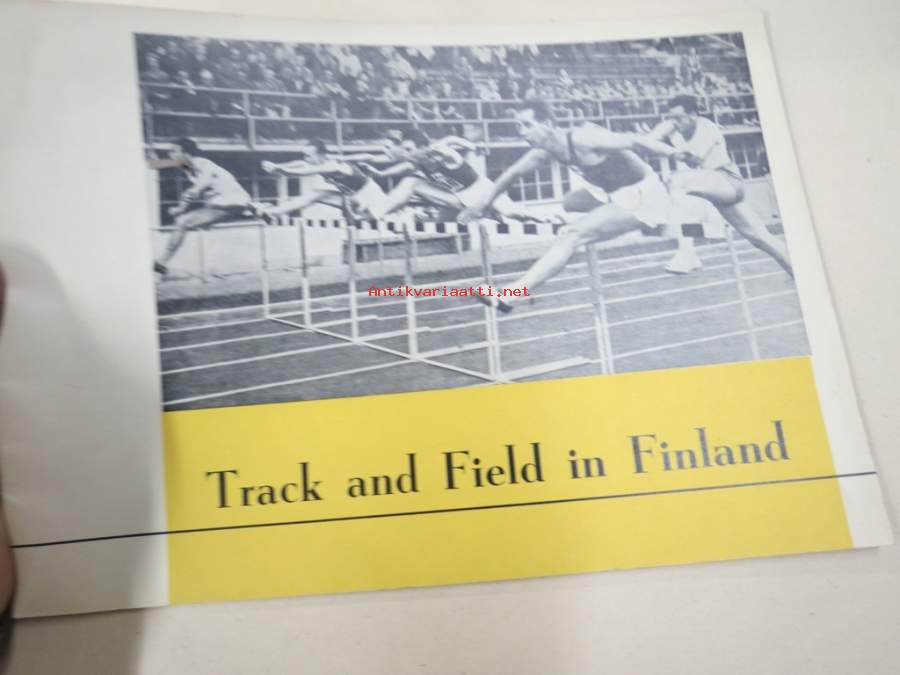 Antikvariaatti.net
Track and Field in Finland